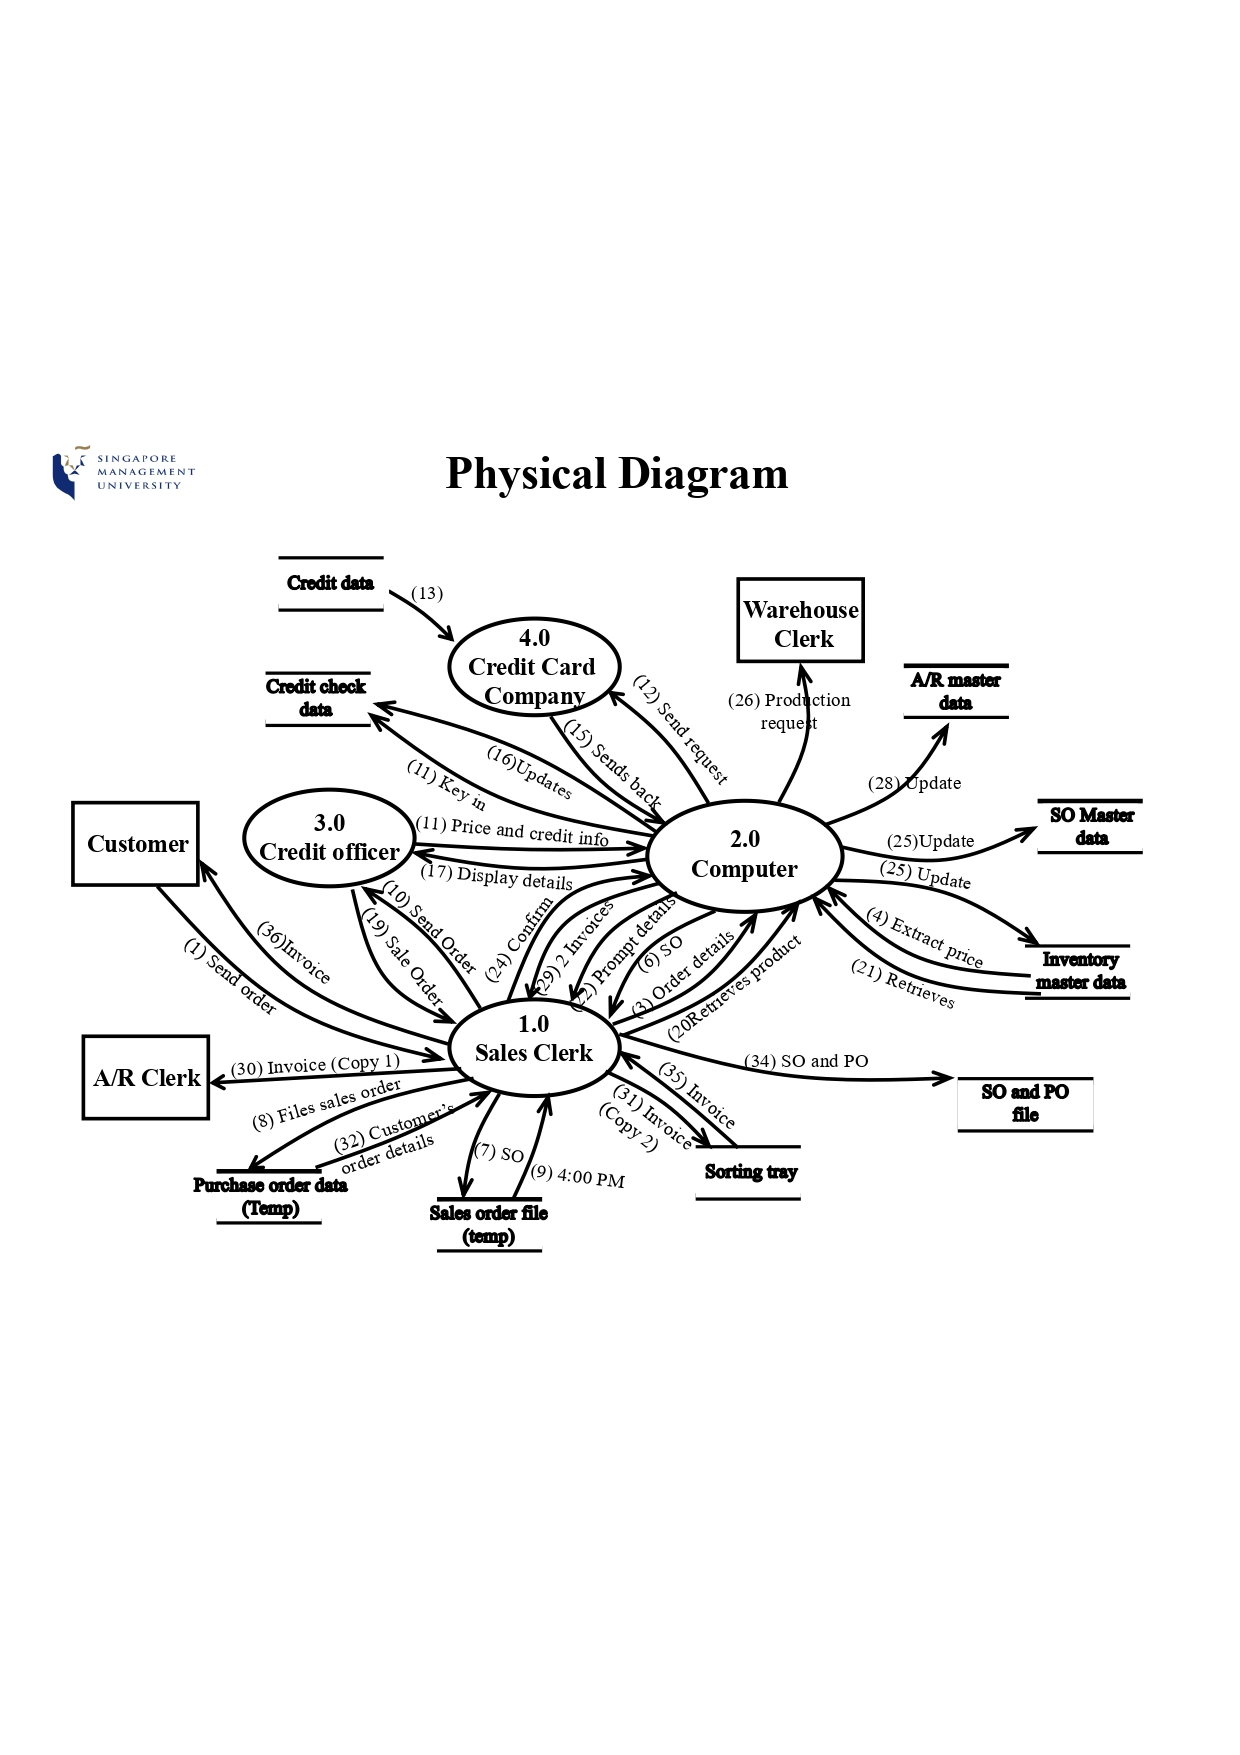 SINGAPORE
MANAGEMENT
UNIVERSITY
Physical Diagram
Credit data
(13)
4.0
Credit Card
Company
Warehouse
Clerk
Credit check
data
A/R master
data
(12) Send request
(26) Production
request
(15) Sends back
(16)Updates
(11) Key in
(28) Update
Customer
3.0
Credit officer
(11) Price and credit info
(17) Display details
2.0
Computer
SO Master
data
(25)Update
(25) Update
(10) Send Order
(19) Sale Order
(24) Confirm
(29) 2 Invoices
(22) Prompt details
(6) SO
(3) Order details
(20Retrieves product
(4) Extract price
(21) Retrieves
Inventory
master data
(36)Invoice
(1) Send order
1.0
Sales Clerk
A/R Clerk
(30) Invoice (Copy 1)
(8) Files sales order
(32) Customer’s
order details
(7) SO
(9) 4:00 PM
(31) Invoice
(Copy 2)
(35) Invoice
(34) SO and PO
SO and PO
file
Sorting tray
Purchase order data
(Temp)
Sales order file
(temp)